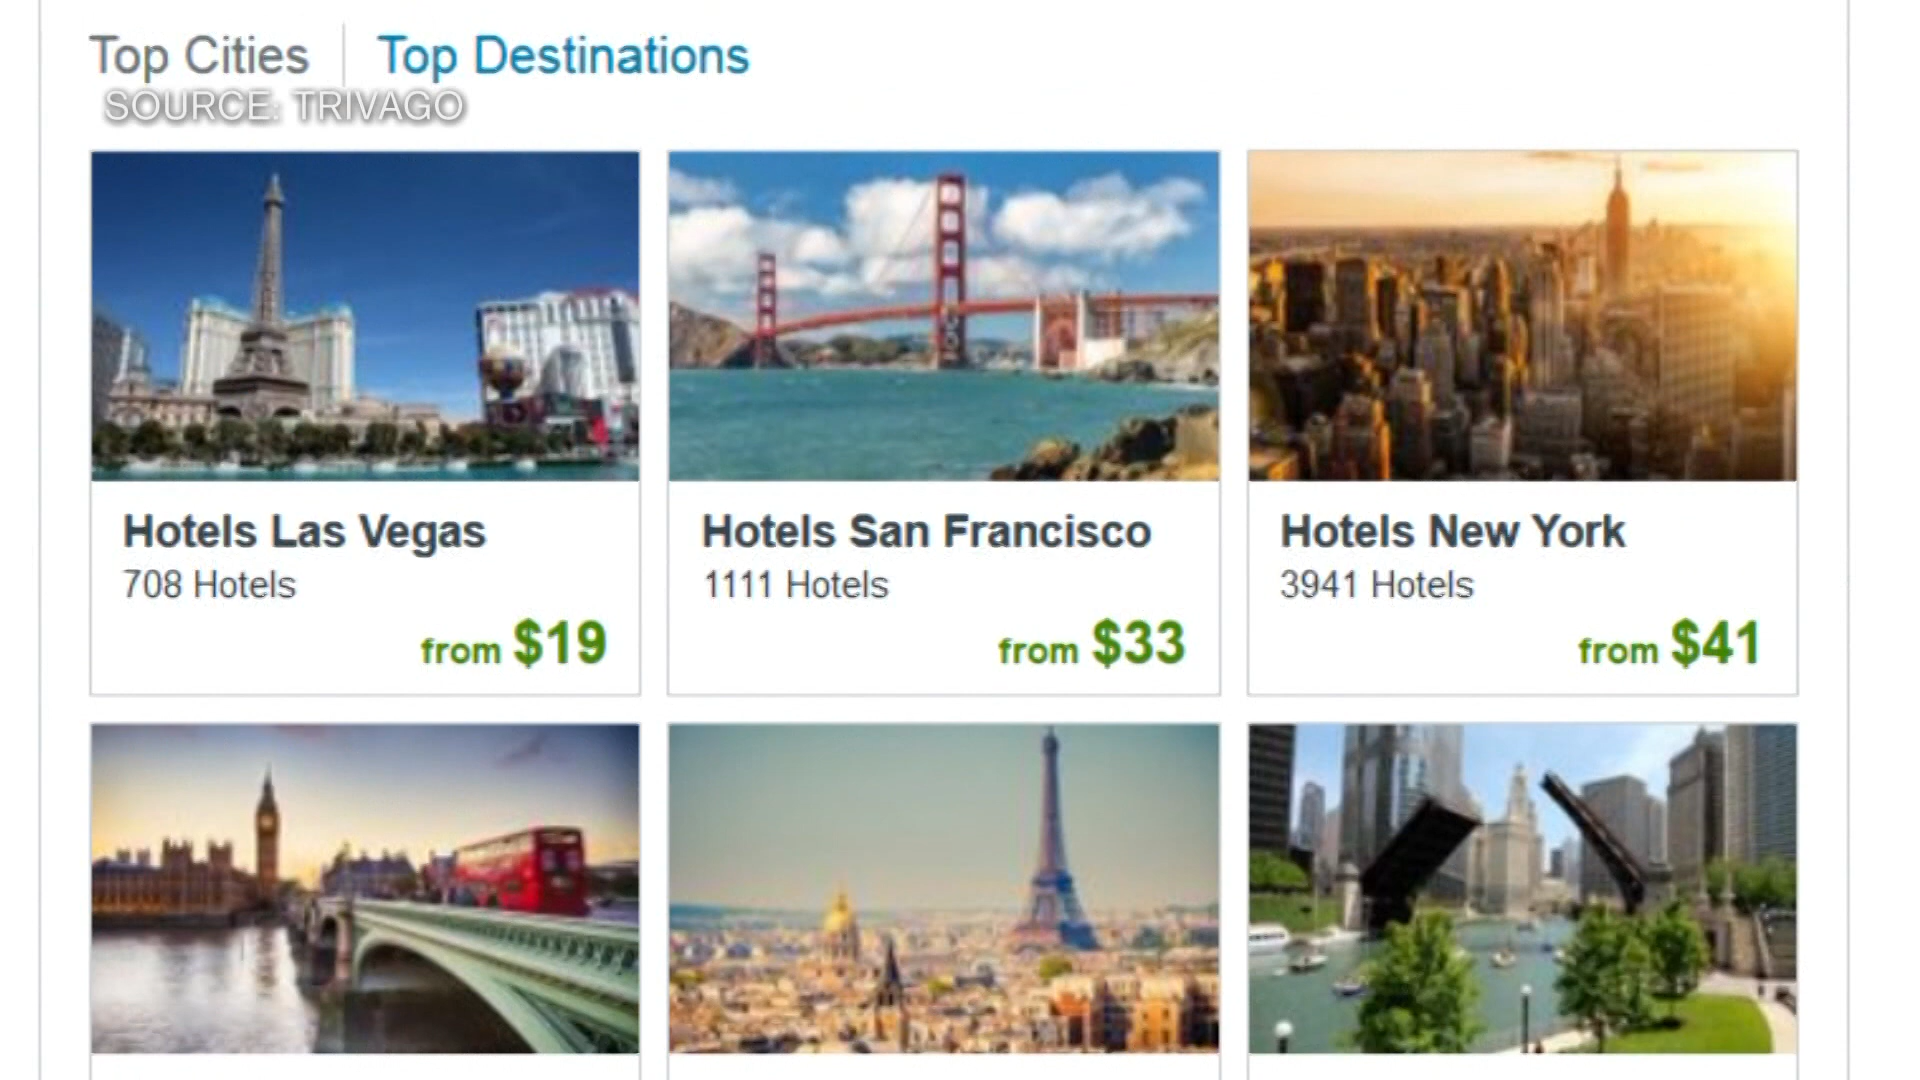 Top Cities
Top Destinations
SOURCE: TRIVAGO
Hotels Las Vegas
708 Hotels
from $19
Hotels San Francisco
1111 Hotels
from $33
Hotels New York
3941 Hotels
from $41